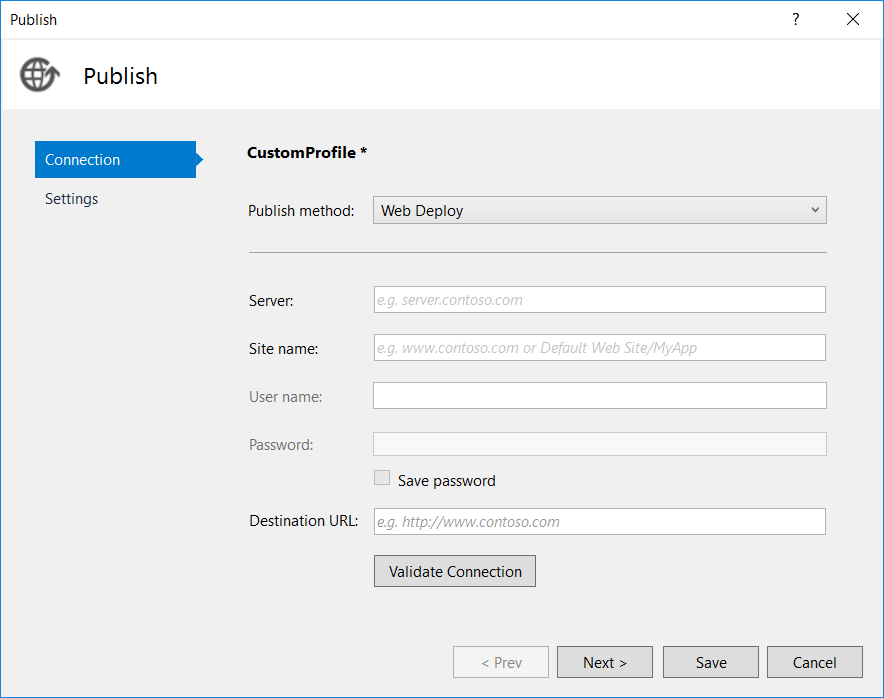 Publish ?
Publish
Connection
Settings
CustomProfile *
Publish method: Web Deploy
Server: e.g. server.contoso.com
Site name: e.g. www.contoso.com or Default Web Site/MyApp
User name:
Password:
Save password
Destination URL: e.g. http://www.contoso.com
Validate Connection
< Prev Next > Save Cancel